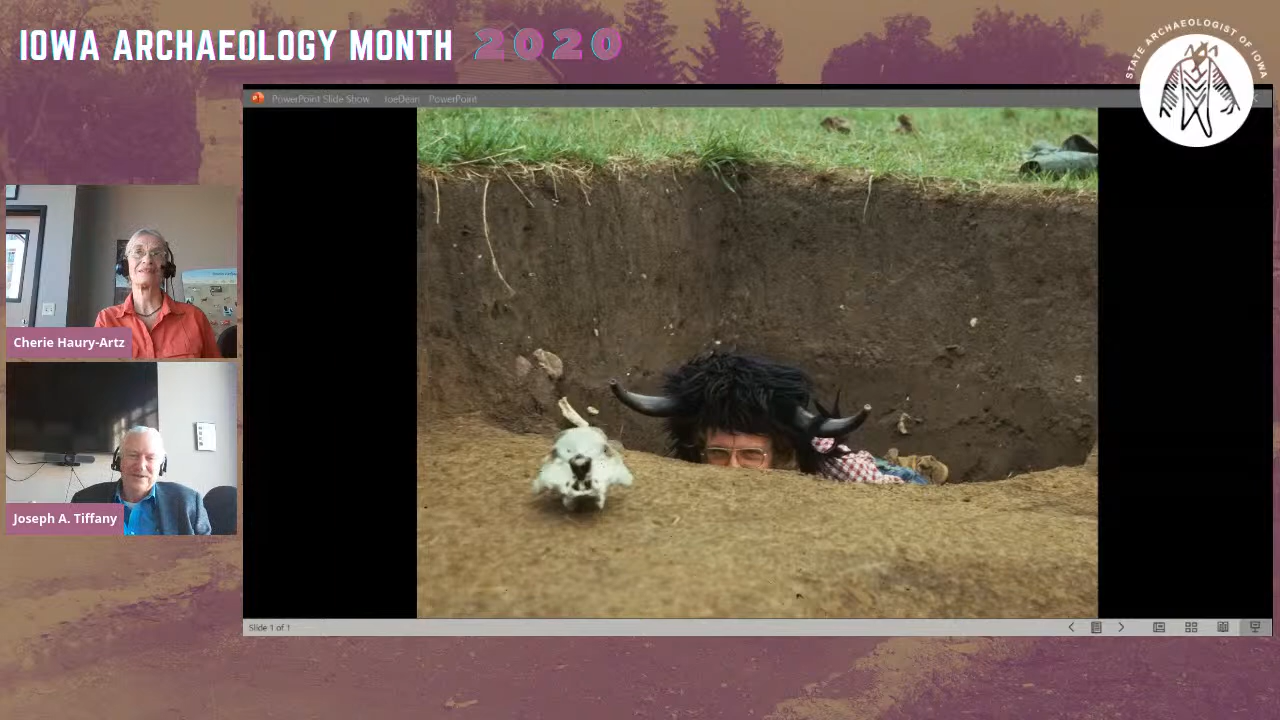 IOWA ARCHAEOLOGY MONTH 2020
STATE ARCHAEOLOGIST OF IOWA
PowerPoint Slide Show JoeDean PowerPoint
Cherie Haury-Artz
Joseph A. Tiffany
Slide 1 of 1